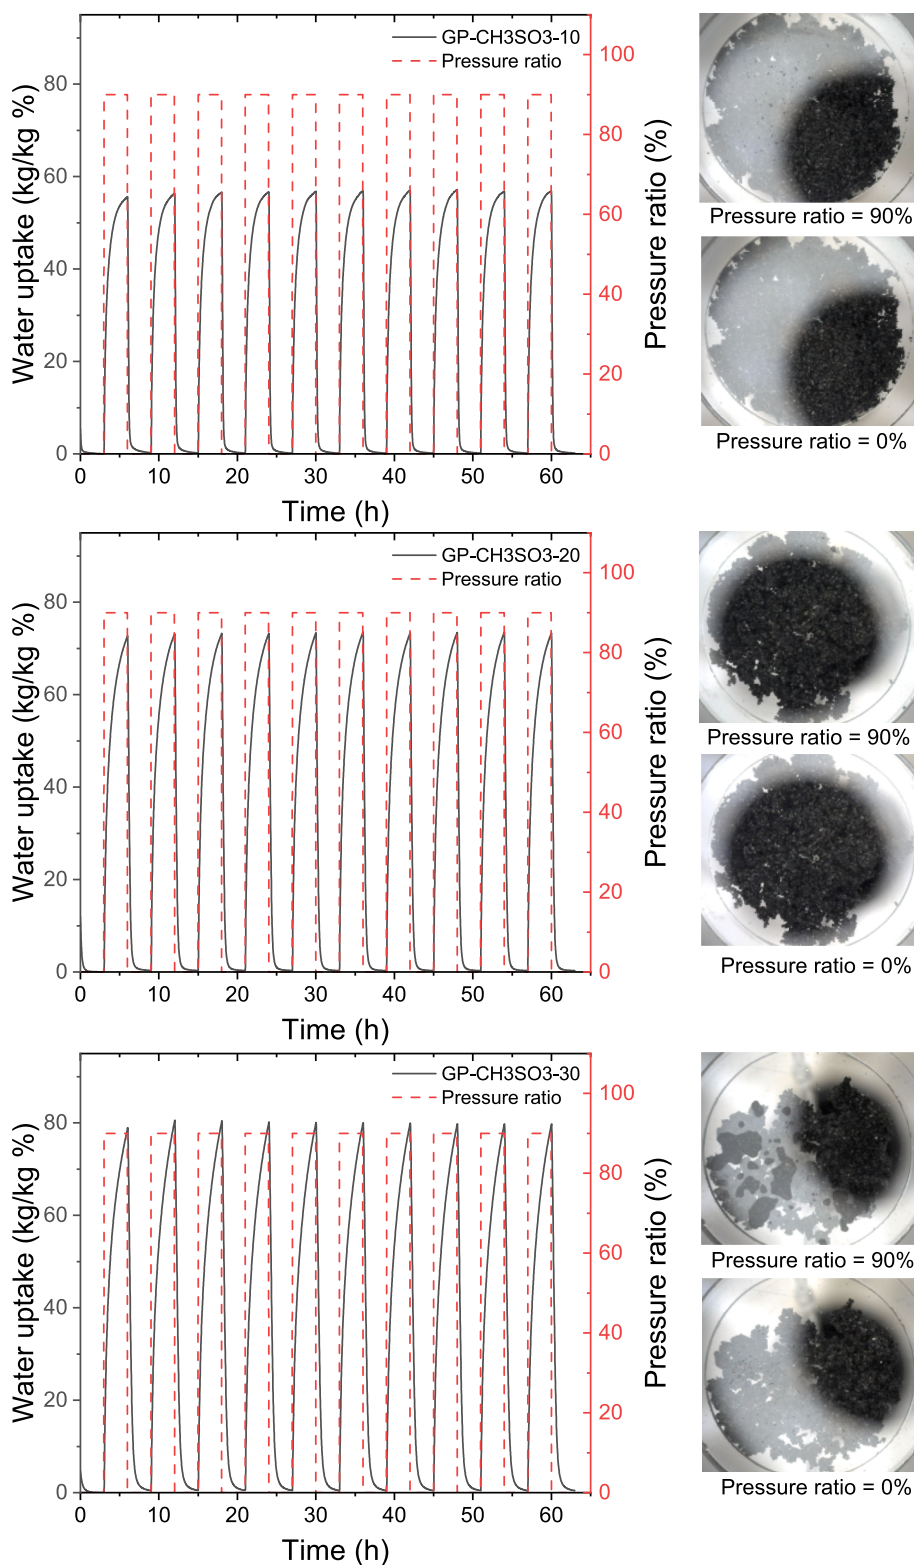 GP-CH3SO3-10
Pressure ratio
Water uptake (kg/kg %)
80
60
40
20
0
100
80
60
40
20
0
Pressure ratio (%)
0 10 20 30 40 50 60
Time (h)
Pressure ratio = 90%
Pressure ratio = 0%
GP-CH3SO3-20
Pressure ratio
Water uptake (kg/kg %)
80
60
40
20
0
100
80
60
40
20
0
Pressure ratio (%)
0 10 20 30 40 50 60
Time (h)
Pressure ratio = 90%
Pressure ratio = 0%
GP-CH3SO3-30
Pressure ratio
Water uptake (kg/kg %)
80
60
40
20
0
100
80
60
40
20
0
Pressure ratio (%)
0 10 20 30 40 50 60
Time (h)
Pressure ratio = 90%
Pressure ratio = 0%